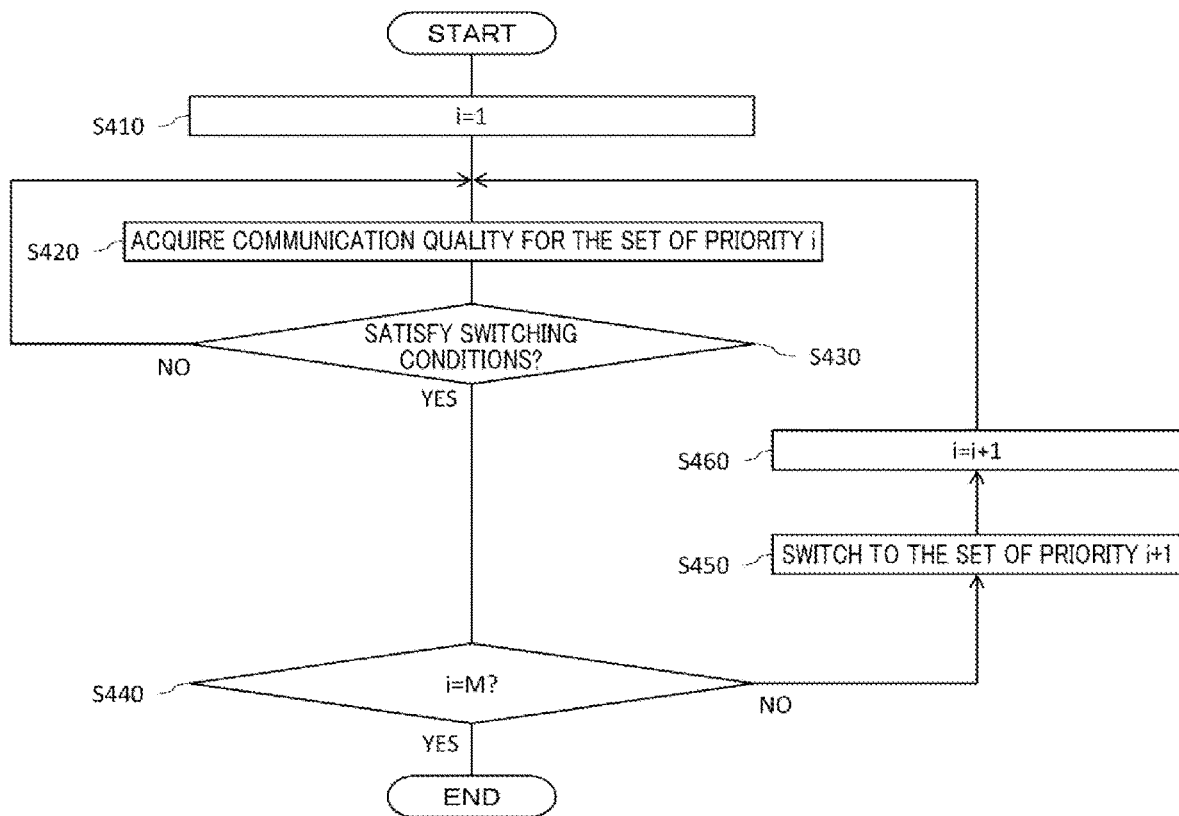 START
S410
i=1
S420
ACQUIRE COMMUNICATION QUALITY FOR THE SET OF PRIORITY i
SATISFY SWITCHING
CONDITIONS?
S430
NO
YES
S460
i=i+1
S450
SWITCH TO THE SET OF PRIORITY i+1
S440
i=M?
NO
YES
END